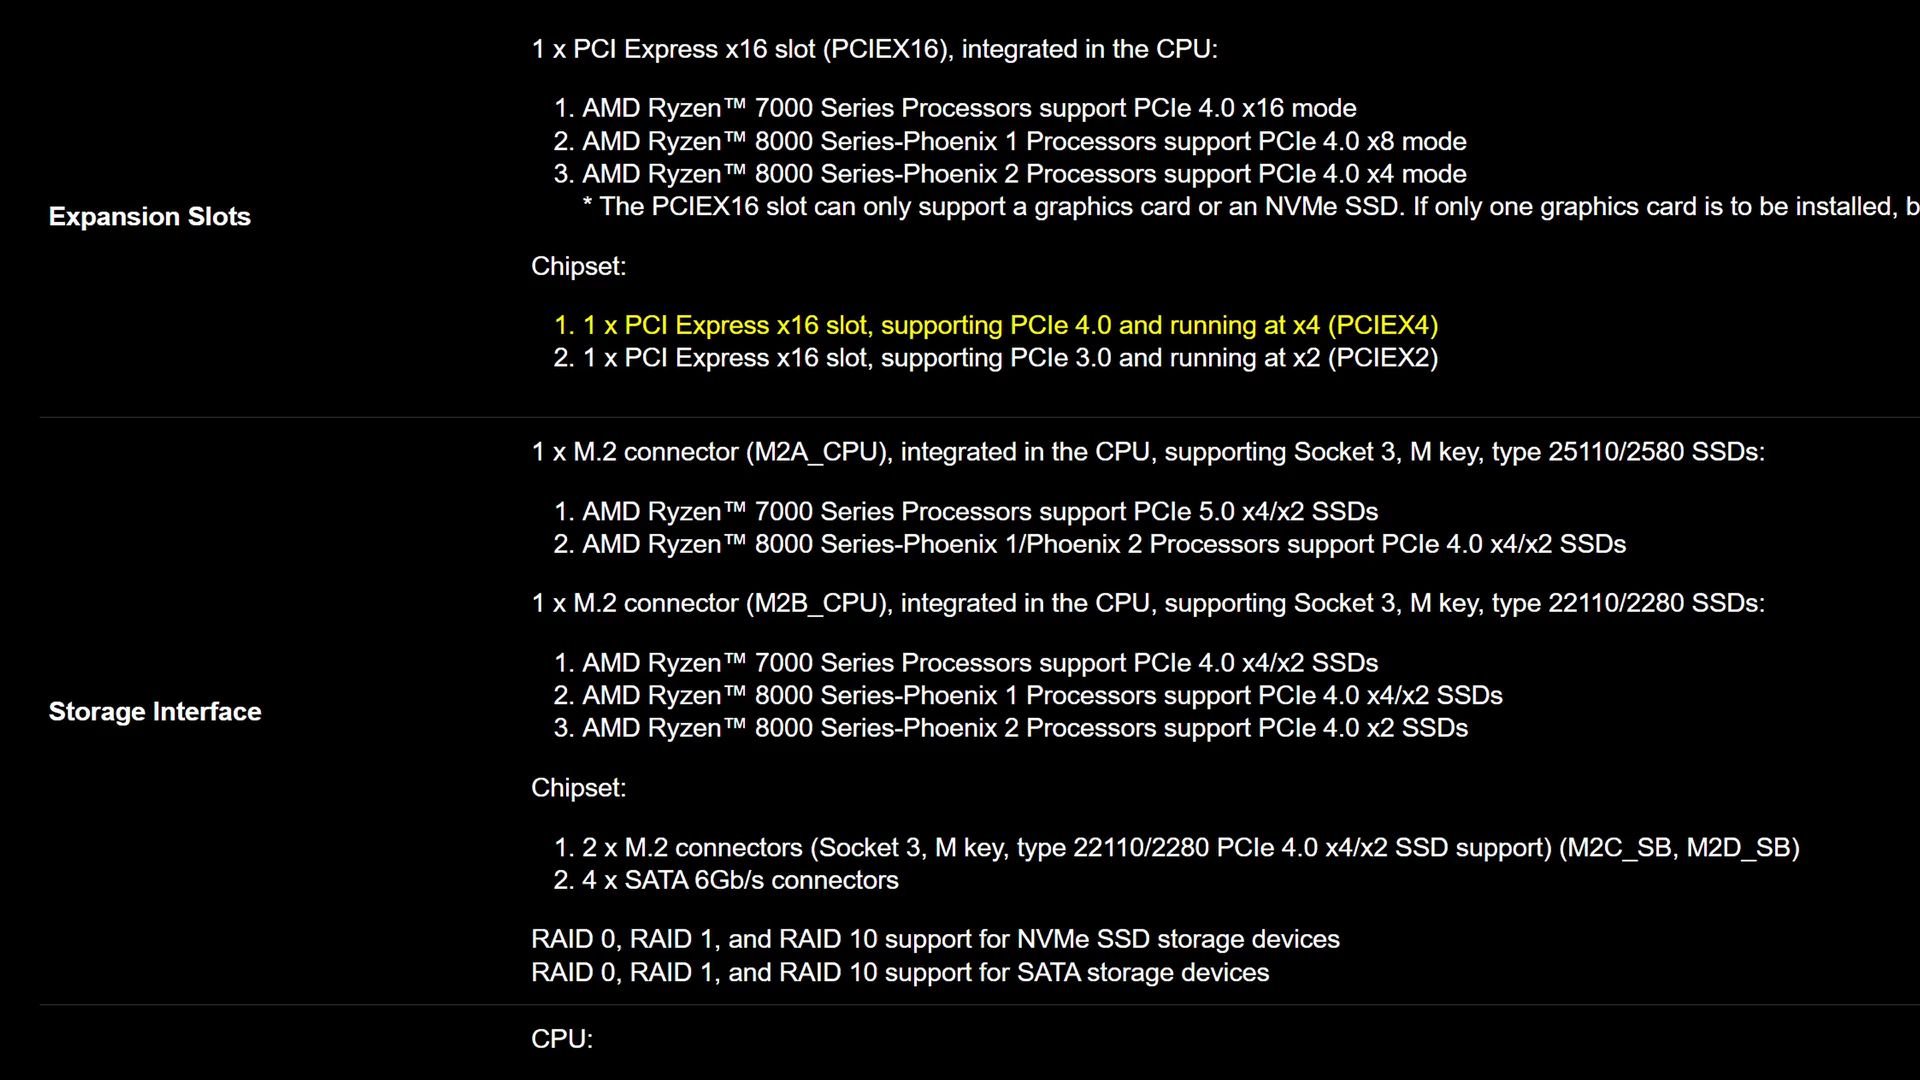 1 x PCI Express x16 slot (PCIEX16), integrated in the CPU:
1. AMD Ryzen™ 7000 Series Processors support PCIe 4.0 x16 mode
2. AMD Ryzen™ 8000 Series-Phoenix 1 Processors support PCIe 4.0 x8 mode
3. AMD Ryzen™ 8000 Series-Phoenix 2 Processors support PCIe 4.0 x4 mode
* The PCIEX16 slot can only support a graphics card or an NVMe SSD. If only one graphics card is to be installed, b
Expansion Slots
Chipset:
1. 1 x PCI Express x16 slot, supporting PCIe 4.0 and running at x4 (PCIEX4)
2. 1 x PCI Express x16 slot, supporting PCIe 3.0 and running at x2 (PCIEX2)
1 x M.2 connector (M2A_CPU), integrated in the CPU, supporting Socket 3, M key, type 25110/2580 SSDs:
1. AMD Ryzen™ 7000 Series Processors support PCIe 5.0 x4/x2 SSDs
2. AMD Ryzen™ 8000 Series-Phoenix 1/Phoenix 2 Processors support PCIe 4.0 x4/x2 SSDs
1 x M.2 connector (M2B_CPU), integrated in the CPU, supporting Socket 3, M key, type 22110/2280 SSDs:
1. AMD Ryzen™ 7000 Series Processors support PCIe 4.0 x4/x2 SSDs
2. AMD Ryzen™ 8000 Series-Phoenix 1 Processors support PCIe 4.0 x4/x2 SSDs
3. AMD Ryzen™ 8000 Series-Phoenix 2 Processors support PCIe 4.0 x2 SSDs
Storage Interface
Chipset:
1. 2 x M.2 connectors (Socket 3, M key, type 22110/2280 PCIe 4.0 x4/x2 SSD support) (M2C_SB, M2D_SB)
2. 4 x SATA 6Gb/s connectors
RAID 0, RAID 1, and RAID 10 support for NVMe SSD storage devices
RAID 0, RAID 1, and RAID 10 support for SATA storage devices
CPU: